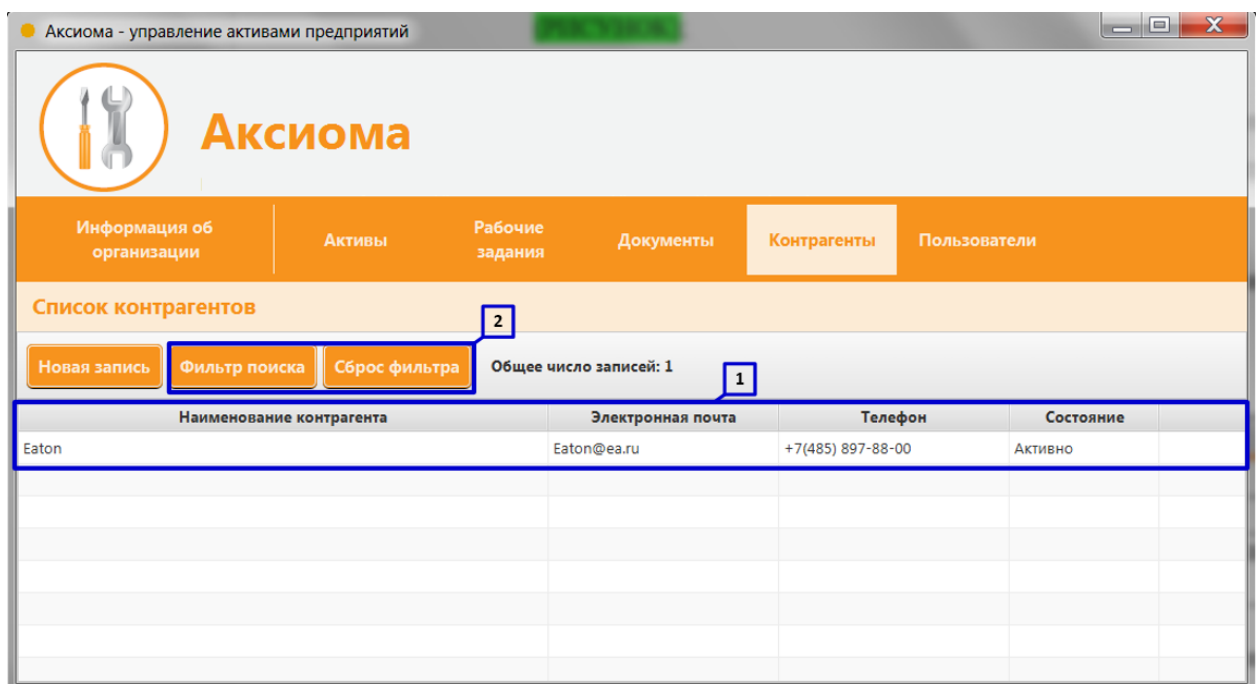 Аксиома - управление активами предприятий
Аксиома
Информация об
организации
Активы
Рабочие
задания
Документы
Контрагенты
Пользователи
Список контрагентов
2
Новая запись
Фильтр поиска
Сброс фильтра
Общее число записей: 1
1
Наименование контрагента
Электронная почта
Телефон
Состояние
Eaton
Eaton@ea.ru
+7(485) 897-88-00
Активно